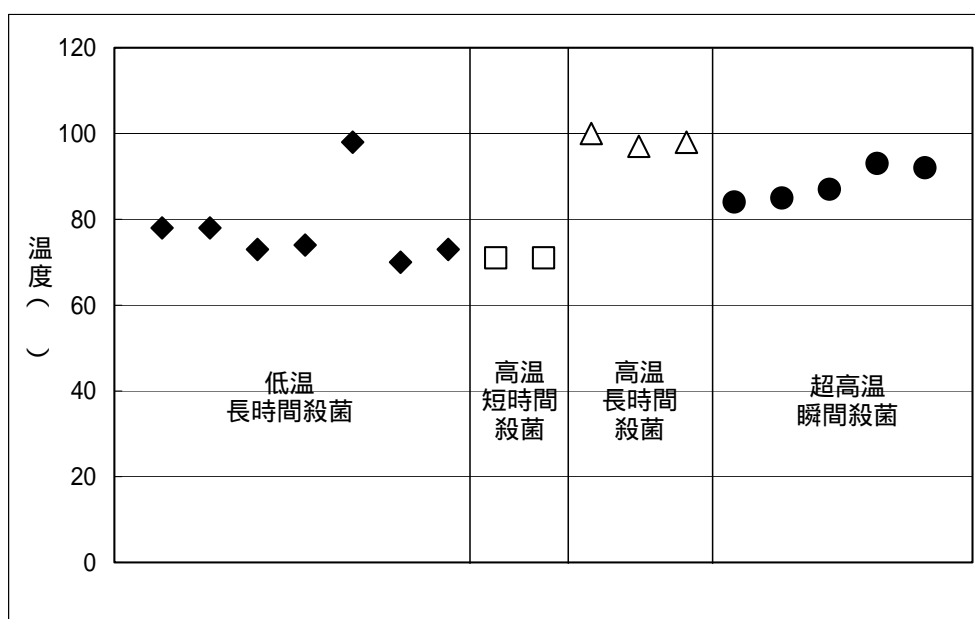 120
100
80
60
40
20
0
温度( )
低温
長時間殺菌
高温
短時間
殺菌
高温
長時間
殺菌
超高温
瞬間殺菌